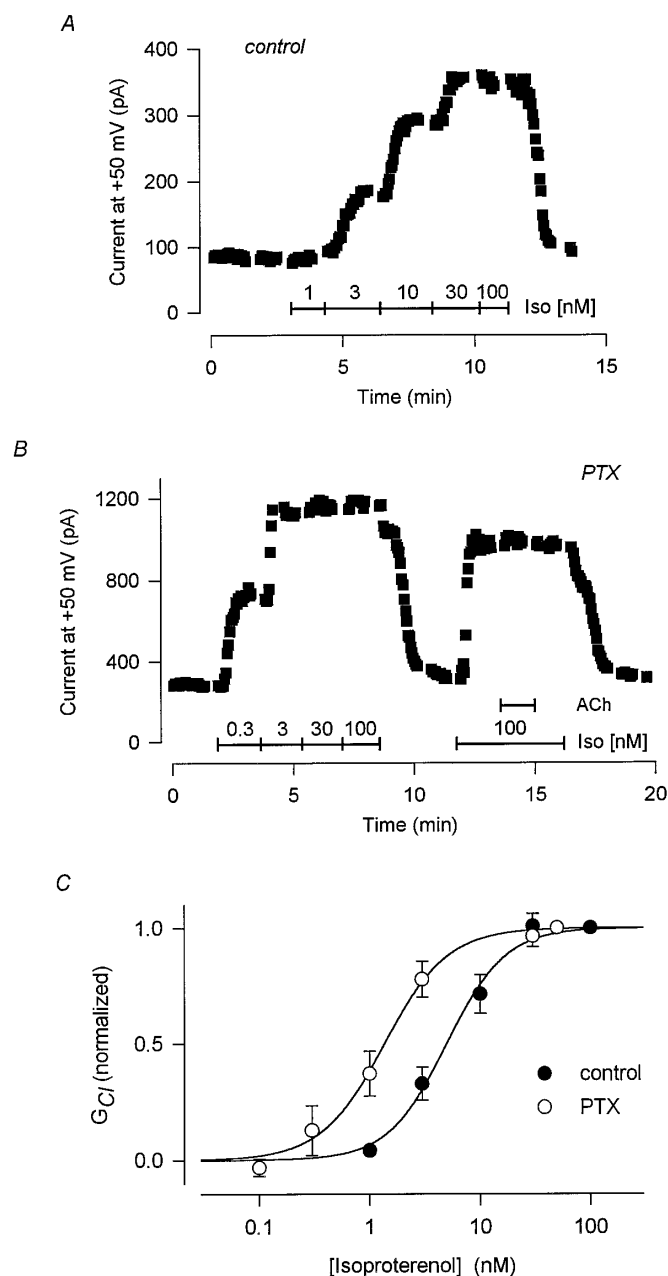 A
control
400
300
200
100
0
Current at +50 mV (pA)
1 3 10 30 100 Iso [nM]
0 5 10 15
Time (min)
B
PTX
1200
800
400
0
Current at +50 mV (pA)
ACh
0.3 3 30 100 100 Iso [nM]
0 5 10 15 20
Time (min)
C
1.0
0.5
0.0
GCl (normalized)
control
PTX
0.1 1 10 100
[Isoproterenol] (nM)